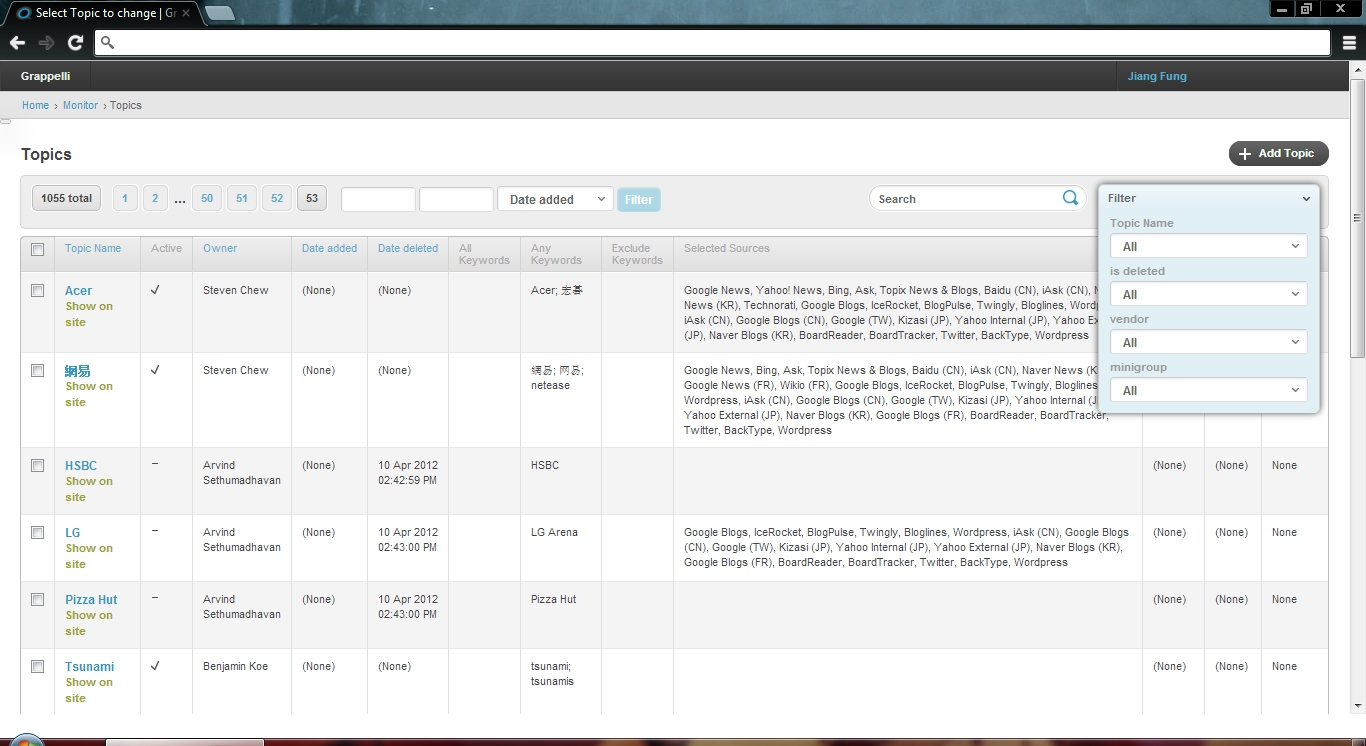 Select Topic to change | Gr
Grappelli
Jiang Fung
Home › Monitor › Topics
Topics
+ Add Topic
1055 total 1 2 ... 50 51 52 53 Date added Filter Search
Filter
Topic Name
All
is deleted
All
vendor
All
minigroup
All
Topic Name Active Owner Date added Date deleted All Keywords Any Keywords Exclude Keywords Selected Sources
Acer
Show on
site
Steven Chew (None) (None) Acer; 宏碁
Google News, Yahoo! News, Bing, Ask, Topix News & Blogs, Baidu (CN), iAsk (CN),
News (KR), Technorati, Google Blogs, IceRocket, BlogPulse, Twingly, Bloglines,
iAsk (CN), Google Blogs (CN), Google (TW), Kizasi (JP), Yahoo Internal (JP), Yahoo
(JP), Naver Blogs (KR), BoardReader, BoardTracker, Twitter, BackType, Wordpress
網易
Show on
site
Steven Chew (None) (None) 網易; 网易;
netease
Google News, Bing, Ask, Topix News & Blogs, Baidu (CN), iAsk (CN), Naver News
Google News (FR), Wikio (FR), Google Blogs, IceRocket, BlogPulse, Twingly, Bloglines
Wordpress, iAsk (CN), Google Blogs (CN), Google (TW), Kizasi (JP), Yahoo Internal
Yahoo External (JP), Naver Blogs (KR), Google Blogs (FR), BoardReader, BoardTracker,
Twitter, BackType, Wordpress
HSBC
Show on
site
– Arvind
Sethumadhavan
(None) 10 Apr 2012
02:42:59 PM
HSBC (None) (None) None
LG
Show on
site
– Arvind
Sethumadhavan
(None) 10 Apr 2012
02:43:00 PM
LG Arena
Google Blogs, IceRocket, BlogPulse, Twingly, Bloglines, Wordpress, iAsk (CN), Google Blogs
(CN), Google (TW), Kizasi (JP), Yahoo Internal (JP), Yahoo External (JP), Naver Blogs (KR),
Google Blogs (FR), BoardReader, BoardTracker, Twitter, BackType, Wordpress
(None) (None) None
Pizza Hut
Show on
site
– Arvind
Sethumadhavan
(None) 10 Apr 2012
02:43:00 PM
Pizza Hut (None) (None) None
Tsunami
Show on
site
Benjamin Koe (None) (None) tsunami;
tsunamis
(None) (None) None